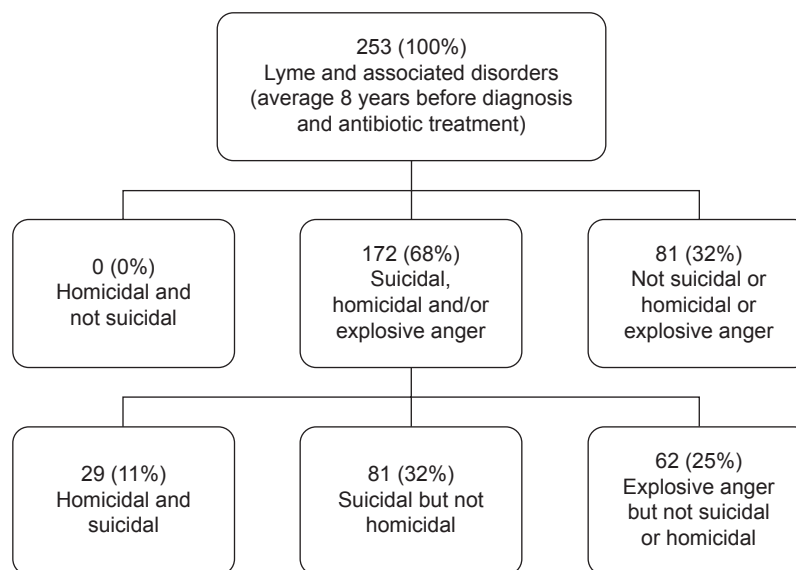 253 (100%)
Lyme and associated disorders
(average 8 years before diagnosis
and antibiotic treatment)
0 (0%)
Homicidal and
not suicidal
172 (68%)
Suicidal,
homicidal and/or
explosive anger
81 (32%)
Not suicidal or
homicidal or
explosive anger
29 (11%)
Homicidal and
suicidal
81 (32%)
Suicidal but not
homicidal
62 (25%)
Explosive anger
but not suicidal
or homicidal